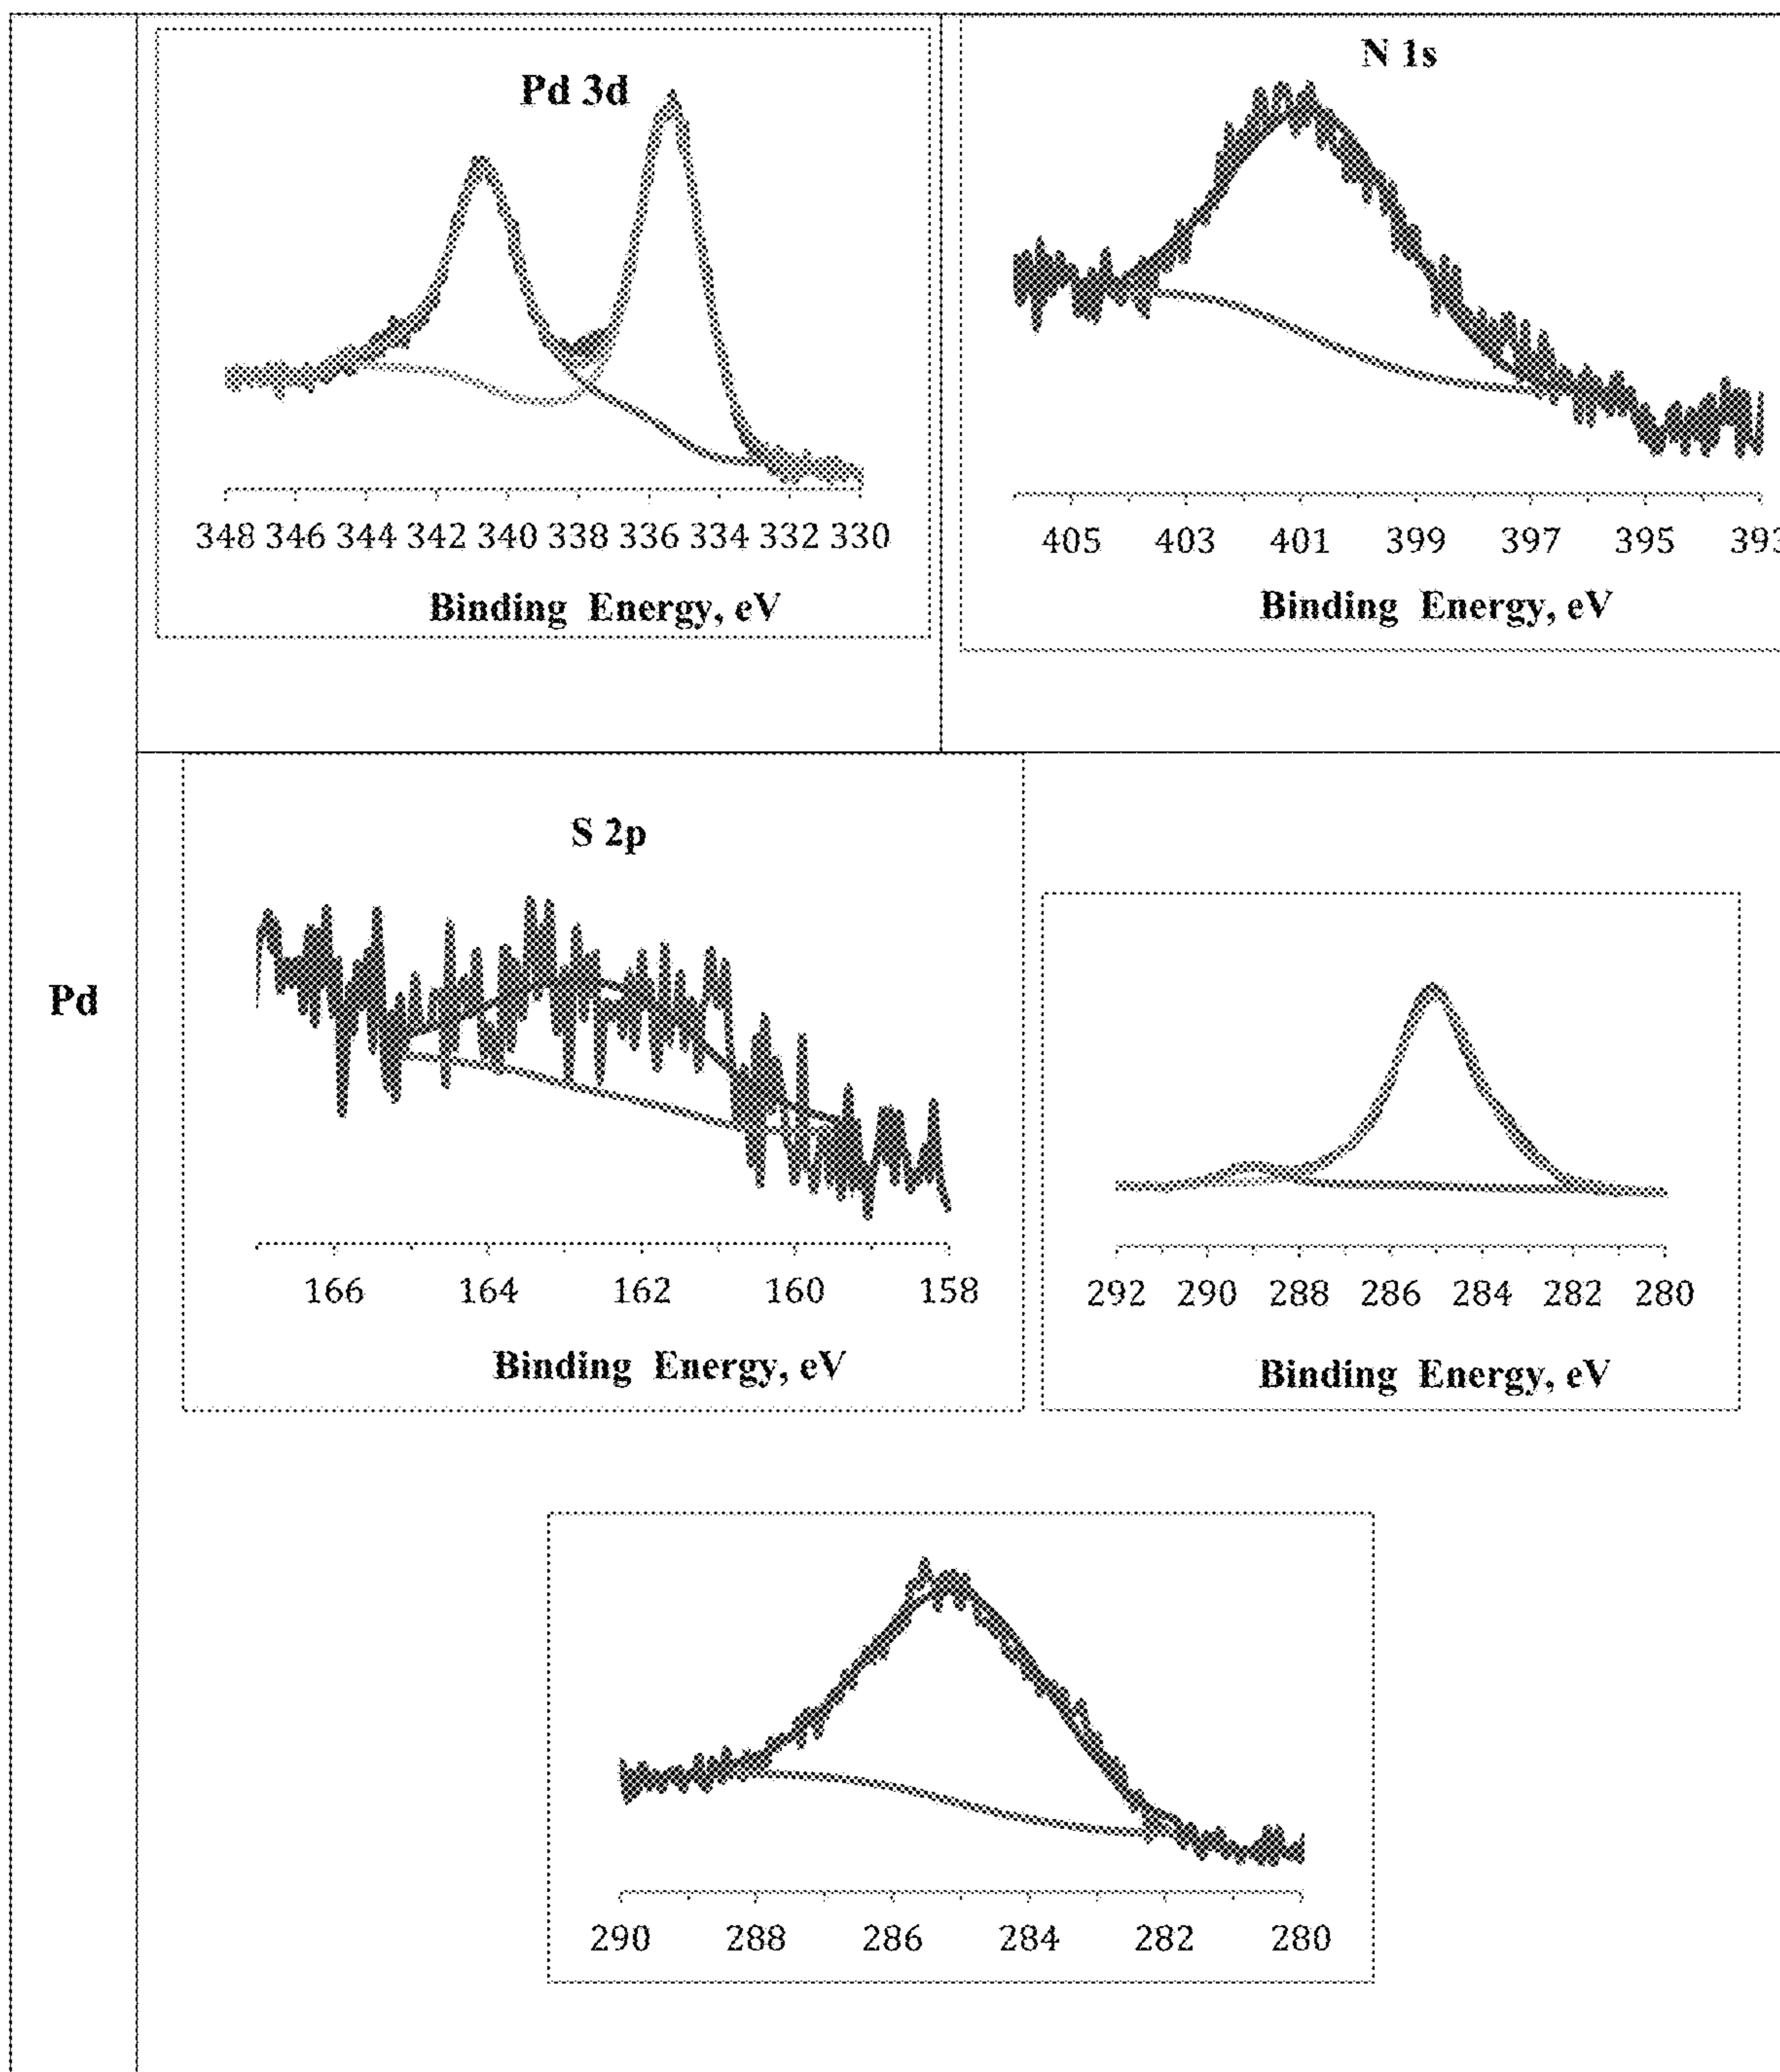 Pd 3d
348 346 344 342 340 338 336 334 332 330
Binding Energy, eV
N 1s
405 403 401 399 397 395 393
Binding Energy, eV
Pd
S 2p
166 164 162 160 158
Binding Energy, eV
292 290 288 286 284 282 280
Binding Energy, eV
290 288 286 284 282 280